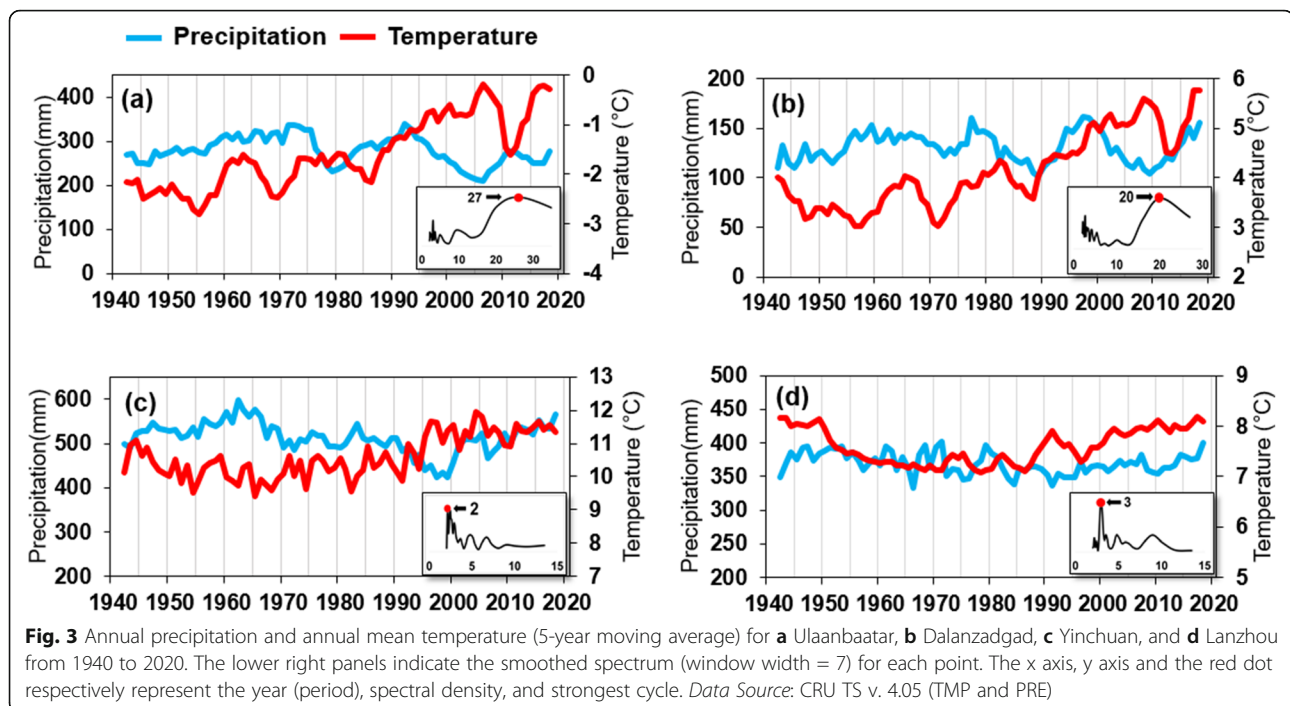 Precipitation Temperature
(a)
Precipitation(mm)
400
300
200
100
0
0
-1
-2
-3
-4
Temperature (°C)
27
0 10 20 30
1940 1950 1960 1970 1980 1990 2000 2010 2020
(b)
Precipitation(mm)
200
150
100
50
0
6
5
4
3
2
Temperature (°C)
20
0 10 20 30
1940 1950 1960 1970 1980 1990 2000 2010 2020
(c)
Precipitation(mm)
600
500
400
300
200
13
12
11
10
9
8
7
Temperature (°C)
2
0 5 10 15
1940 1950 1960 1970 1980 1990 2000 2010 2020
(d)
Precipitation(mm)
500
450
400
350
300
250
200
9
8
7
6
5
Temperature (°C)
3
0 5 10 15
1940 1950 1960 1970 1980 1990 2000 2010 2020
Fig. 3 Annual precipitation and annual mean temperature (5-year moving average) for a Ulaanbaatar, b Dalanzadgad, c Yinchuan, and d Lanzhou
from 1940 to 2020. The lower right panels indicate the smoothed spectrum (window width = 7) for each point. The x axis, y axis and the red dot
respectively represent the year (period), spectral density, and strongest cycle. Data Source: CRU TS v. 4.05 (TMP and PRE)